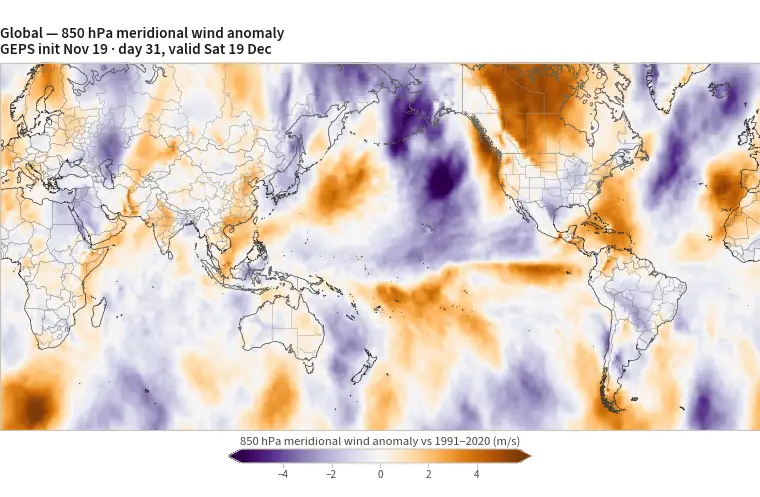 Global — 850 hPa meridional wind anomaly
GEPS init Nov 19 · day 31, valid Sat 19 Dec
850 hPa meridional wind anomaly vs 1991–2020 (m/s)
−4 −2 0 2 4